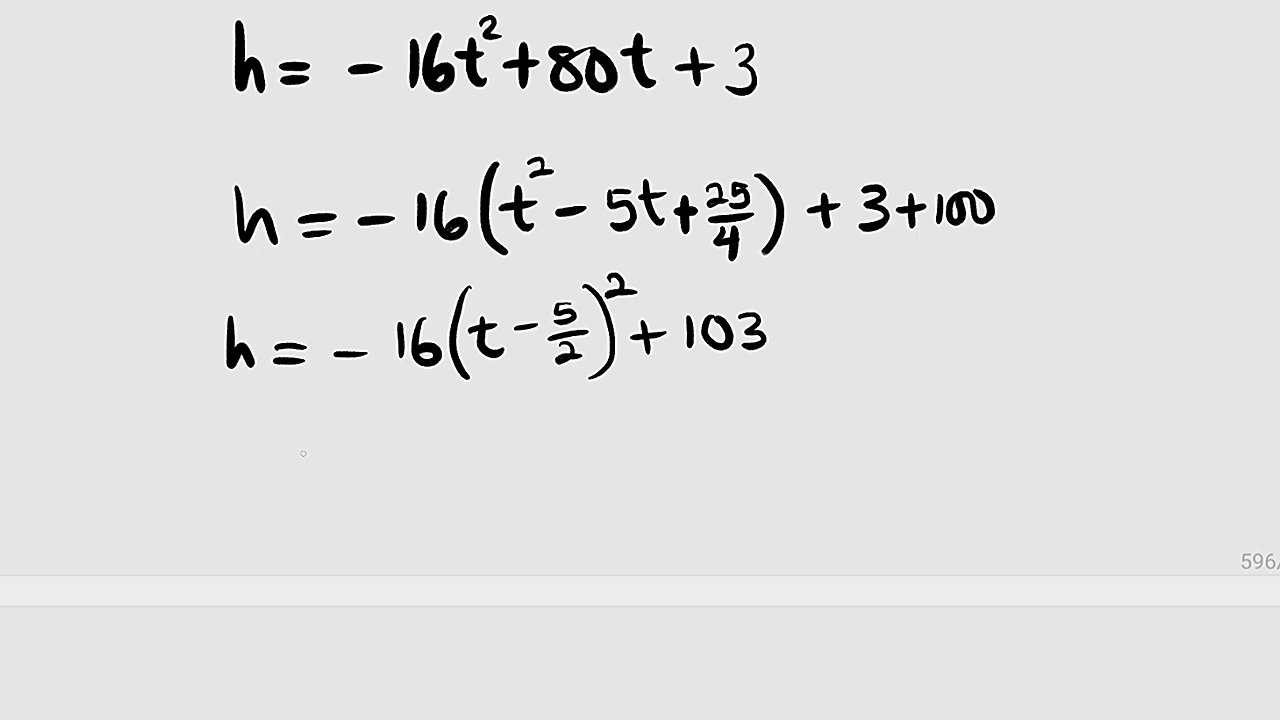 h = - 16t² + 80t + 3
h = - 16(t² - 5t + 25/4) + 3 + 100
h = - 16(t - 5/2)² + 103
596/